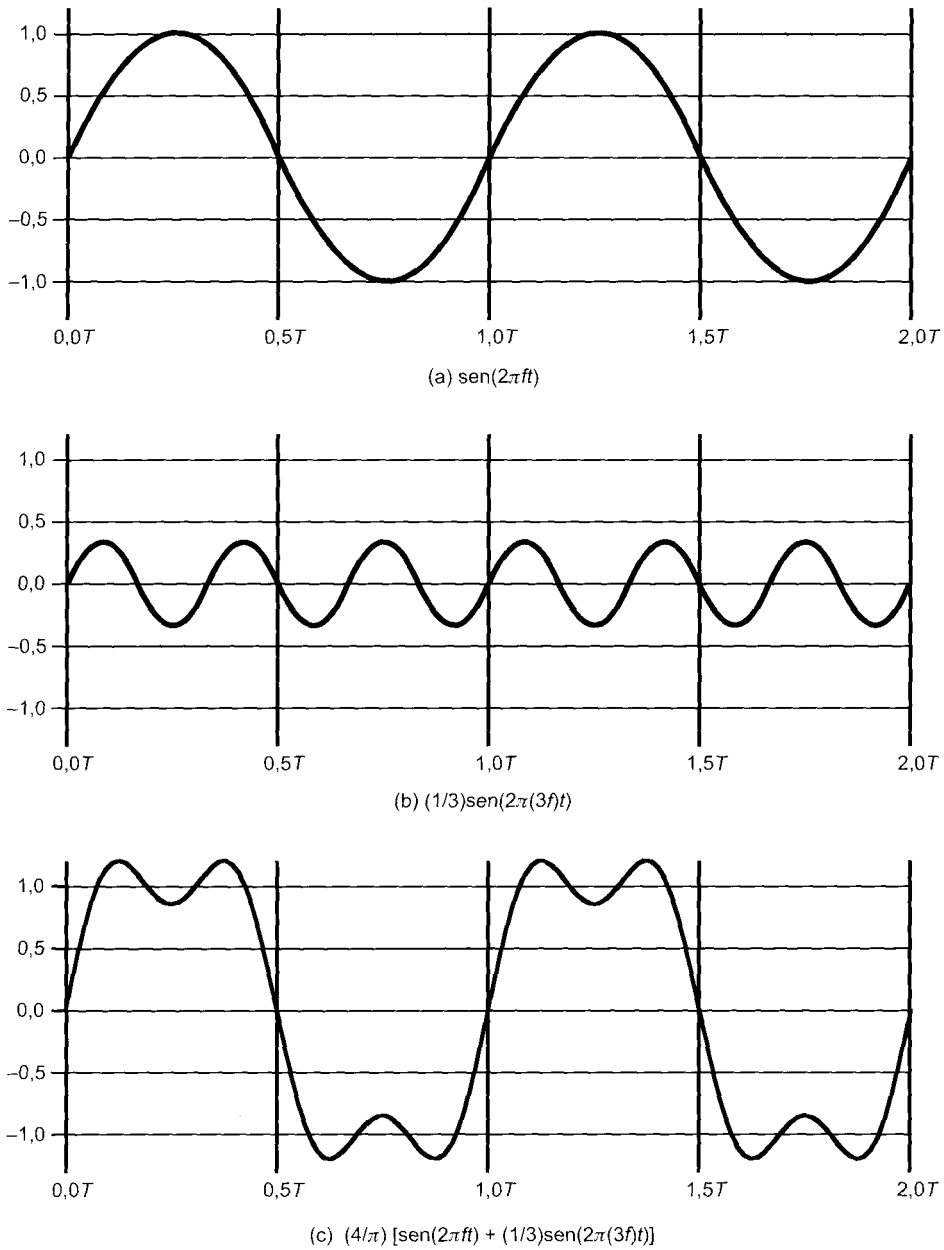 1,0
0,5
0,0
–0,5
–1,0
0,0T 0,5T 1,0T 1,5T 2,0T
(a) sen(2πft)
1,0
0,5
0,0
–0,5
–1,0
0,0T 0,5T 1,0T 1,5T 2,0T
(b) (1/3)sen(2π(3f)t)
1,0
0,5
0,0
–0,5
–1,0
0,0T 0,5T 1,0T 1,5T 2,0T
(c) (4/π) [sen(2πft) + (1/3)sen(2π(3f)t)]